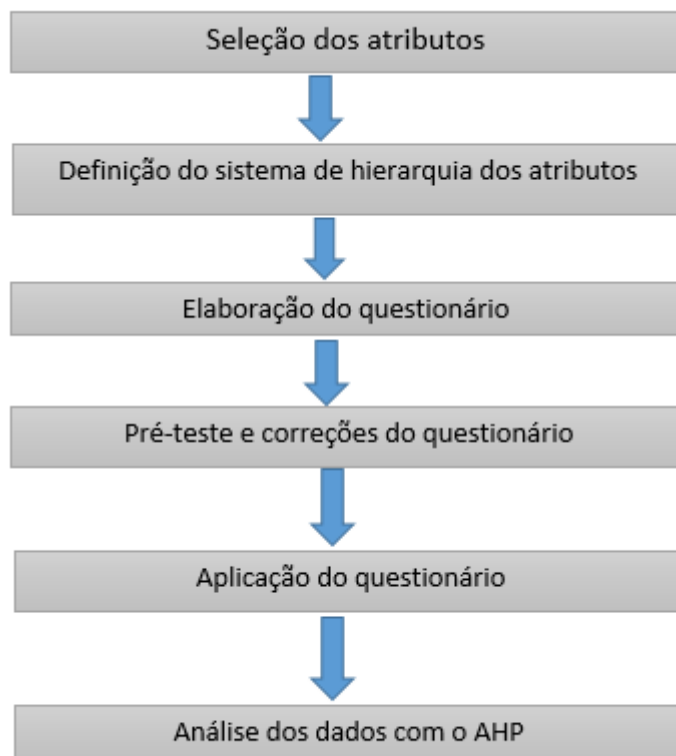 Seleção dos atributos
Definição do sistema de hierarquia dos atributos
Elaboração do questionário
Pré-teste e correções do questionário
Aplicação do questionário
Análise dos dados com o AHP